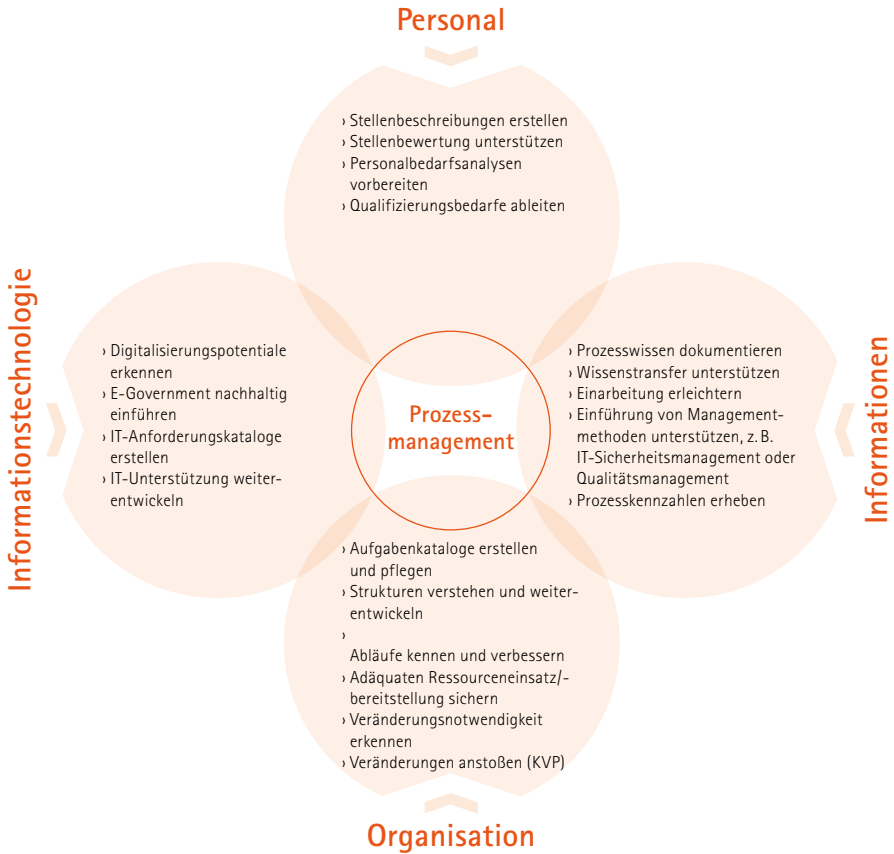 Personal
› Stellenbeschreibungen erstellen
› Stellenbewertung unterstützen
› Personalbedarfsanalysen
vorbereiten
› Qualifizierungsbedarfe ableiten
Informationstechnologie
› Digitalisierungspotentiale
erkennen
› E-Government nachhaltig
einführen
› IT-Anforderungskataloge
erstellen
› IT-Unterstützung weiter-
entwickeln
Prozess-
management
› Prozesswissen dokumentieren
› Wissenstransfer unterstützen
› Einarbeitung erleichtern
› Einführung von Management-
methoden unterstützen, z. B.
IT-Sicherheitsmanagement oder
Qualitätsmanagement
› Prozesskennzahlen erheben
Informationen
› Aufgabenkataloge erstellen
und pflegen
› Strukturen verstehen und weiter-
entwickeln
›
Abläufe kennen und verbessern
› Adäquaten Ressourceneinsatz/-
bereitstellung sichern
› Veränderungsnotwendigkeit
erkennen
› Veränderungen anstoßen (KVP)
Organisation